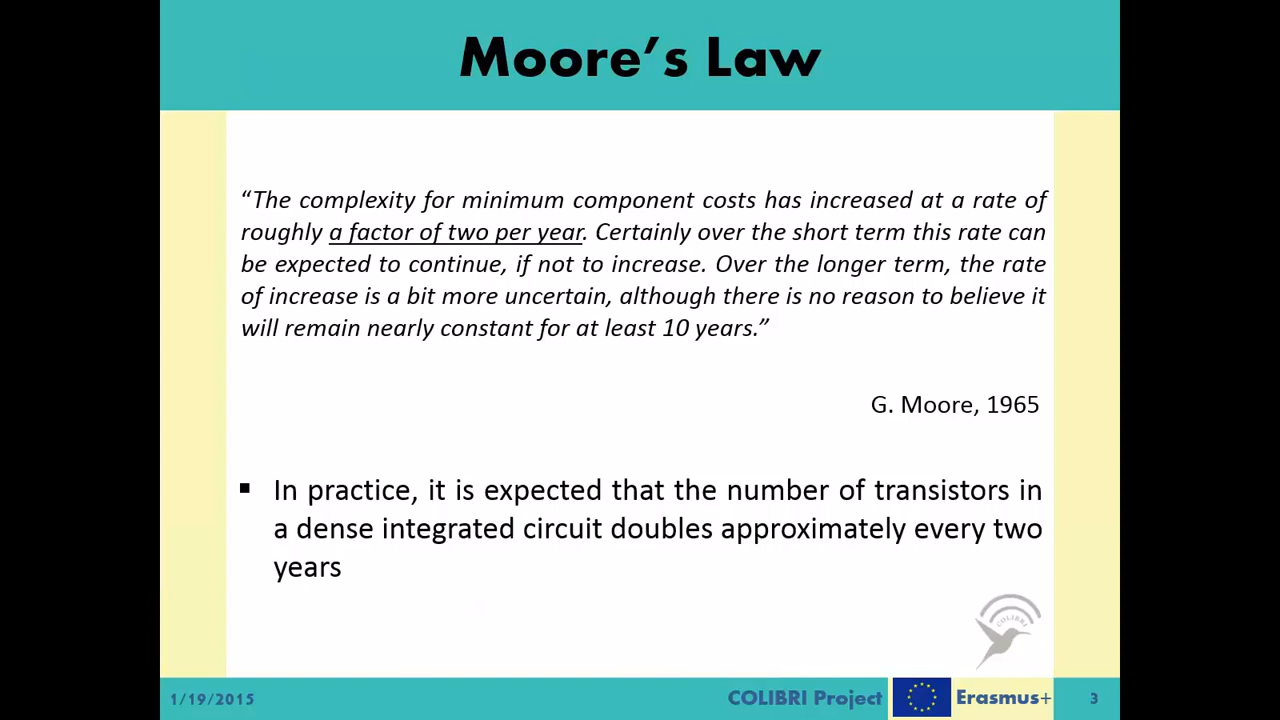 Moore’s Law
“The complexity for minimum component costs has increased at a rate of
roughly a factor of two per year. Certainly over the short term this rate can
be expected to continue, if not to increase. Over the longer term, the rate
of increase is a bit more uncertain, although there is no reason to believe it
will remain nearly constant for at least 10 years.”
G. Moore, 1965
▪ In practice, it is expected that the number of transistors in
a dense integrated circuit doubles approximately every two
years
COLIBRI
1/19/2015
COLIBRI Project
Erasmus+
3